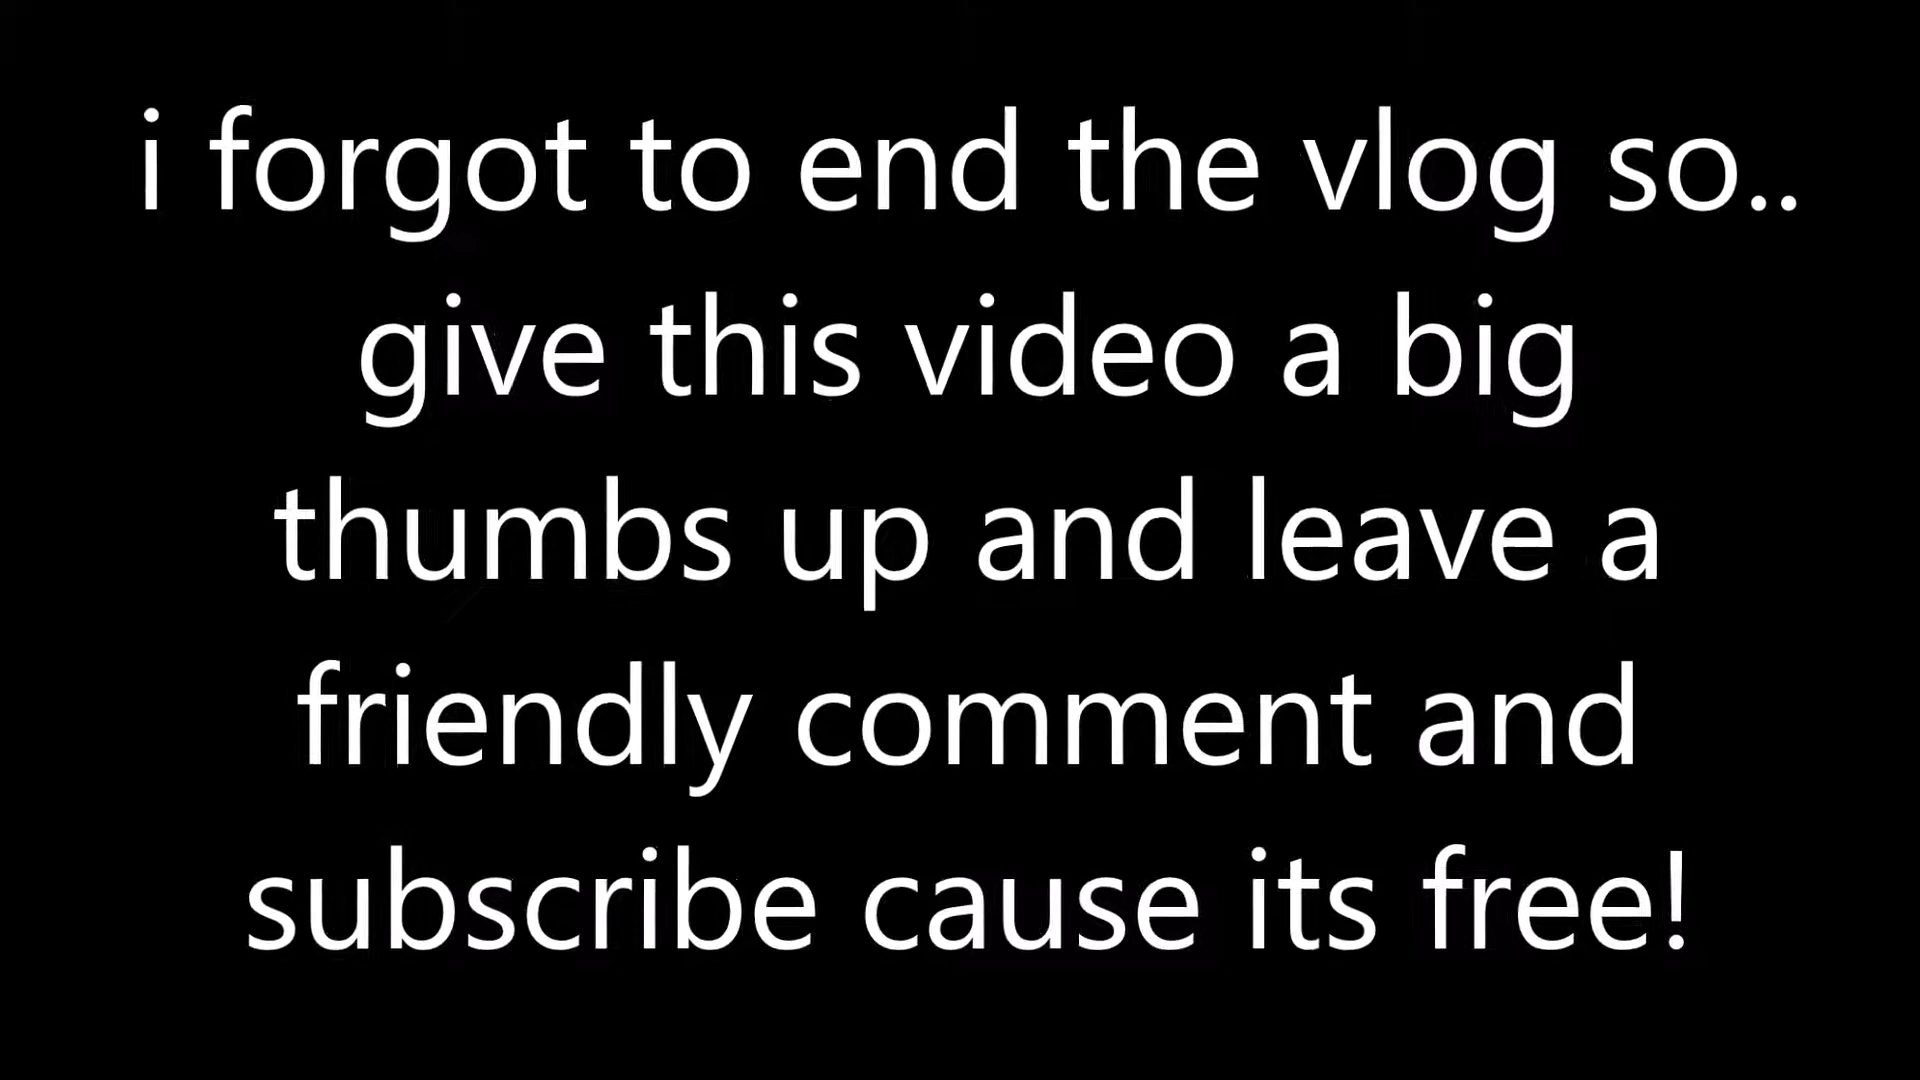 i forgot to end the vlog so..
give this video a big
thumbs up and leave a
friendly comment and
subscribe cause its free!